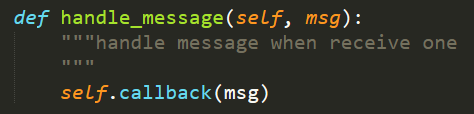 def handle_message(self, msg):
    """handle message when receive one
    """
    self.callback(msg)